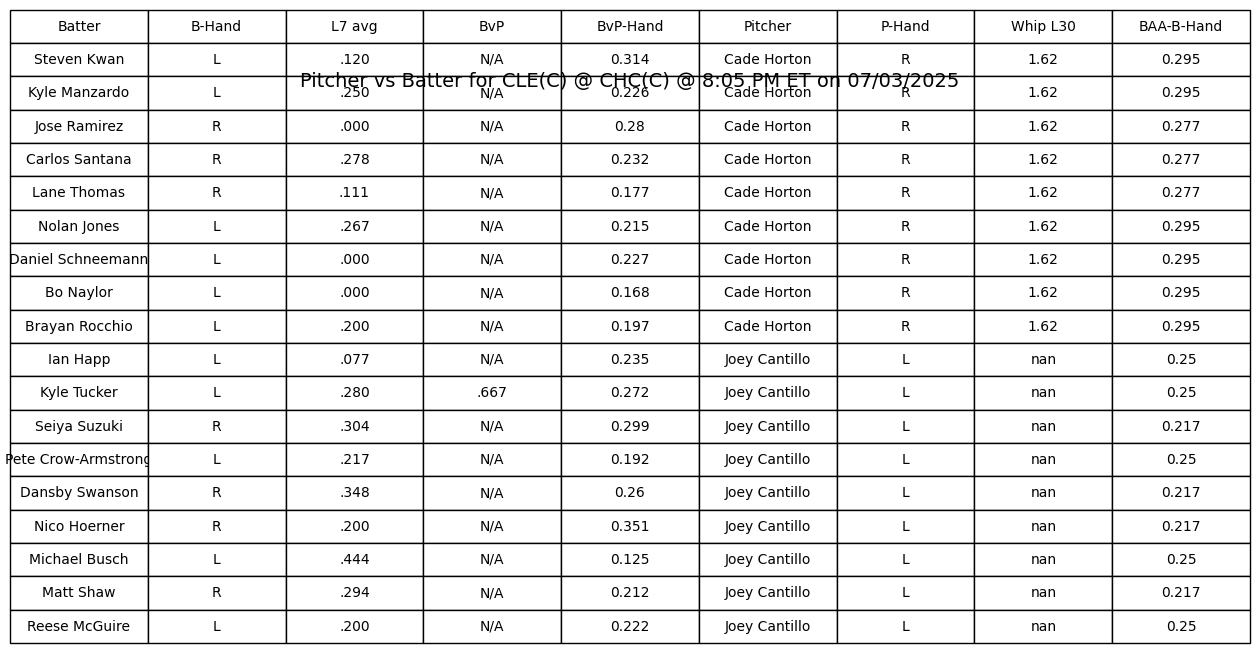 Batter B-Hand L7 avg BvP BvP-Hand Pitcher P-Hand Whip L30 BAA-B-Hand
Steven Kwan L .120 N/A 0.314 Cade Horton R 1.62 0.295
Pitcher vs Batter for CLE(C) @ CHC(C) @ 8:05 PM ET on 07/03/2025
Kyle Manzardo L .250 N/A 0.226 Cade Horton R 1.62 0.295
Jose Ramirez R .000 N/A 0.28 Cade Horton R 1.62 0.277
Carlos Santana R .278 N/A 0.232 Cade Horton R 1.62 0.277
Lane Thomas R .111 N/A 0.177 Cade Horton R 1.62 0.277
Nolan Jones L .267 N/A 0.215 Cade Horton R 1.62 0.295
Daniel Schneemann L .000 N/A 0.227 Cade Horton R 1.62 0.295
Bo Naylor L .000 N/A 0.168 Cade Horton R 1.62 0.295
Brayan Rocchio L .200 N/A 0.197 Cade Horton R 1.62 0.295
Ian Happ L .077 N/A 0.235 Joey Cantillo L nan 0.25
Kyle Tucker L .280 .667 0.272 Joey Cantillo L nan 0.25
Seiya Suzuki R .304 N/A 0.299 Joey Cantillo L nan 0.217
Pete Crow-Armstrong L .217 N/A 0.192 Joey Cantillo L nan 0.25
Dansby Swanson R .348 N/A 0.26 Joey Cantillo L nan 0.217
Nico Hoerner R .200 N/A 0.351 Joey Cantillo L nan 0.217
Michael Busch L .444 N/A 0.125 Joey Cantillo L nan 0.25
Matt Shaw R .294 N/A 0.212 Joey Cantillo L nan 0.217
Reese McGuire L .200 N/A 0.222 Joey Cantillo L nan 0.25